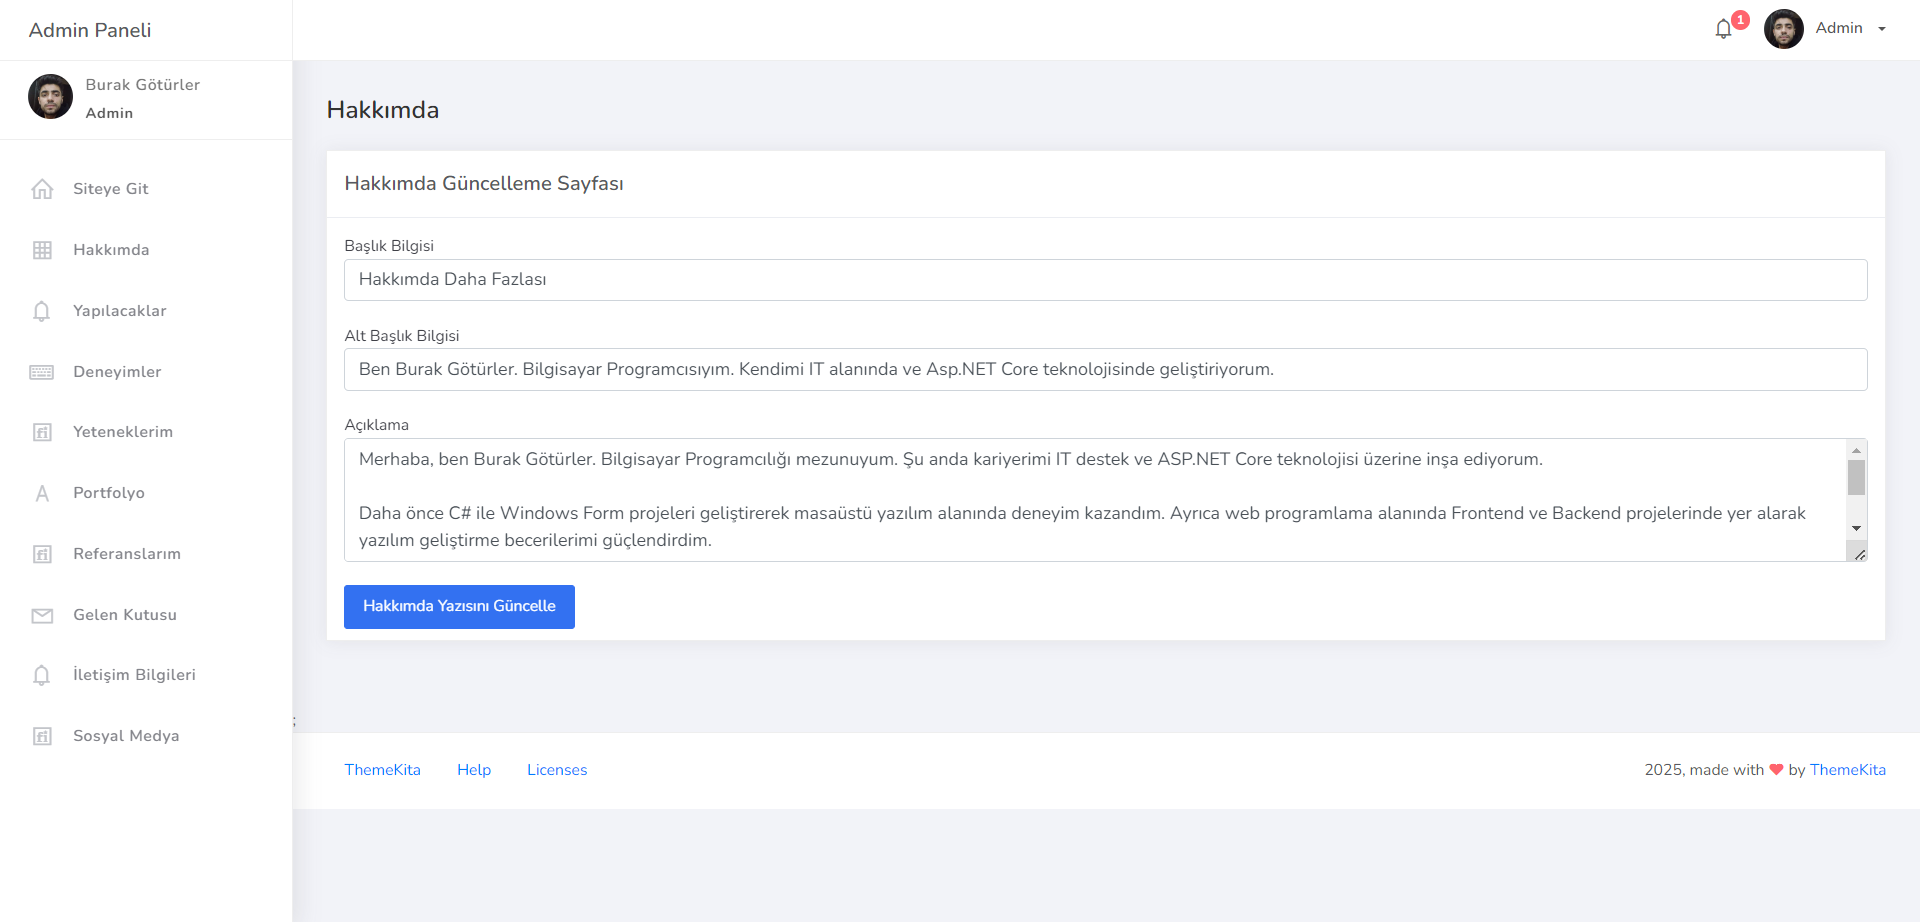 Admin Paneli
1
Admin
Burak Götürler
Admin
Siteye Git
Hakkımda
Yapılacaklar
Deneyimler
Yeteneklerim
Portfolyo
Referanslarım
Gelen Kutusu
İletişim Bilgileri
Sosyal Medya
Hakkımda
Hakkımda Güncelleme Sayfası
Başlık Bilgisi
Hakkımda Daha Fazlası
Alt Başlık Bilgisi
Ben Burak Götürler. Bilgisayar Programcısıyım. Kendimi IT alanında ve Asp.NET Core teknolojisinde geliştiriyorum.
Açıklama
Merhaba, ben Burak Götürler. Bilgisayar Programcılığı mezunuyum. Şu anda kariyerimi IT destek ve ASP.NET Core teknolojisi üzerine inşa ediyorum.
Daha önce C# ile Windows Form projeleri geliştirerek masaüstü yazılım alanında deneyim kazandım. Ayrıca web programlama alanında Frontend ve Backend projelerinde yer alarak
yazılım geliştirme becerilerimi güçlendirdim.
Hakkımda Yazısını Güncelle
;
ThemeKita Help Licenses
2025, made with ❤ by ThemeKita